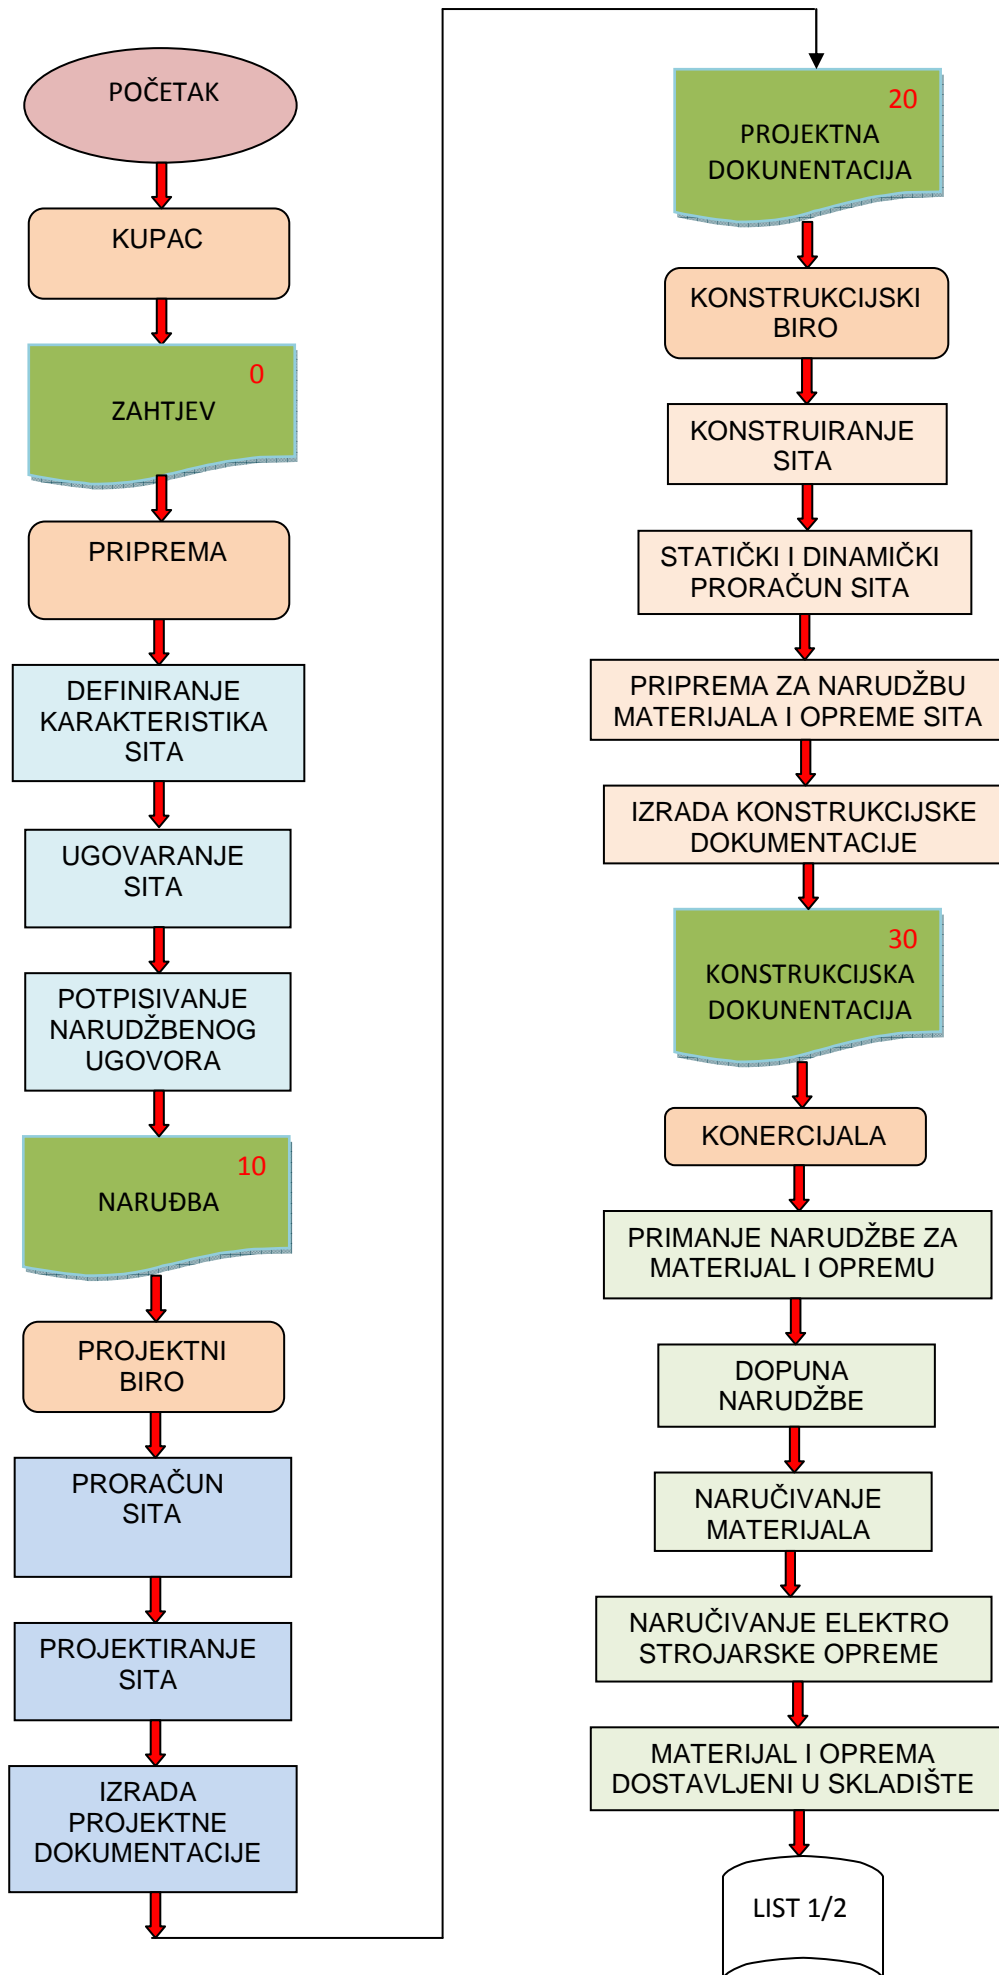 POČETAK
KUPAC
0
ZAHTJEV
PRIPREMA
DEFINIRANJE
KARAKTERISTIKA
SITA
UGOVARANJE
SITA
POTPISIVANJE
NARUDŽBENOG
UGOVORA
10
NARUĐBA
PROJEKTNI
BIRO
PRORAČUN
SITA
PROJEKTIRANJE
SITA
IZRADA
PROJEKTNE
DOKUMENTACIJE
20
PROJEKTNA
DOKUNENTACIJA
KONSTRUKCIJSKI
BIRO
KONSTRUIRANJE
SITA
STATIČKI I DINAMIČKI
PRORAČUN SITA
PRIPREMA ZA NARUDŽBU
MATERIJALA I OPREME SITA
IZRADA KONSTRUKCIJSKE
DOKUMENTACIJE
30
KONSTRUKCIJSKA
DOKUNENTACIJA
KONERCIJALA
PRIMANJE NARUDŽBE ZA
MATERIJAL I OPREMU
DOPUNA
NARUDŽBE
NARUČIVANJE
MATERIJALA
NARUČIVANJE ELEKTRO
STROJARSKE OPREME
MATERIJAL I OPREMA
DOSTAVLJENI U SKLADIŠTE
LIST 1/2